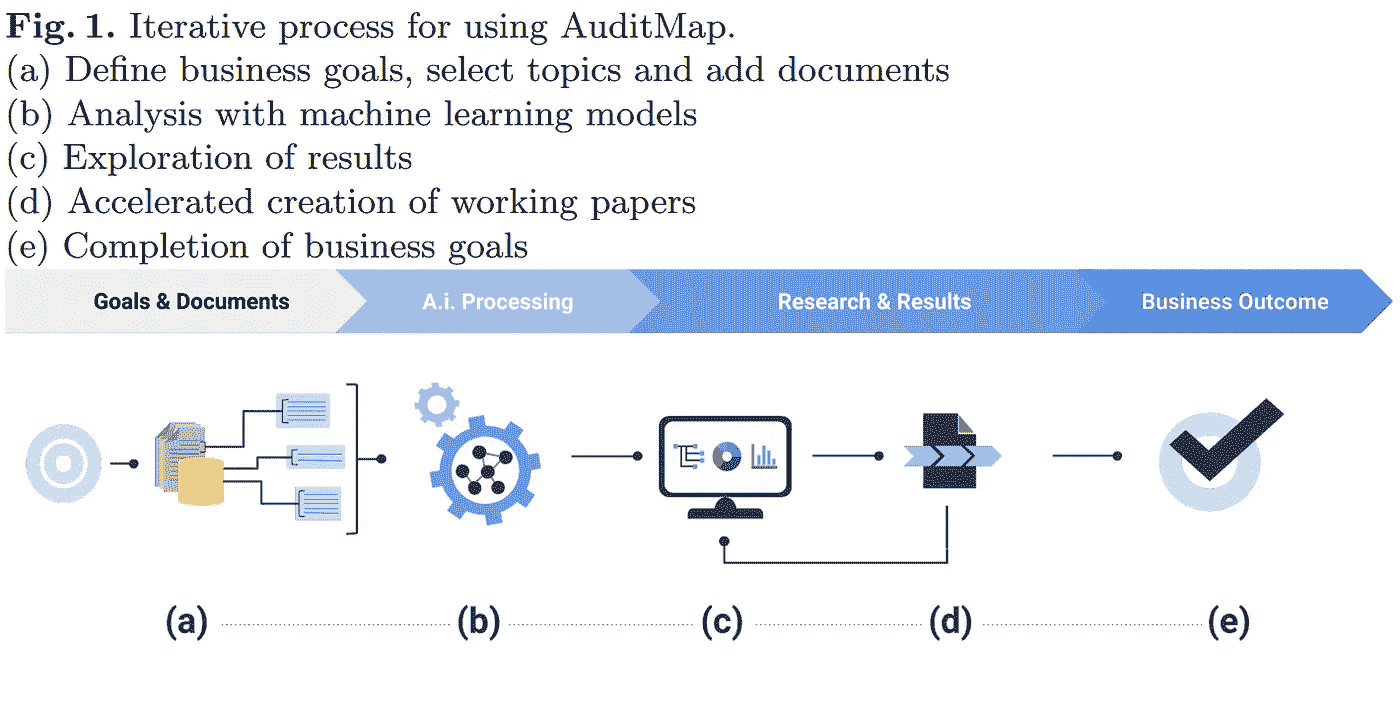 Fig. 1. Iterative process for using AuditMap.
(a) Define business goals, select topics and add documents
(b) Analysis with machine learning models
(c) Exploration of results
(d) Accelerated creation of working papers
(e) Completion of business goals
Goals & Documents A.i. Processing Research & Results Business Outcome
(a) (b) (c) (d) (e)